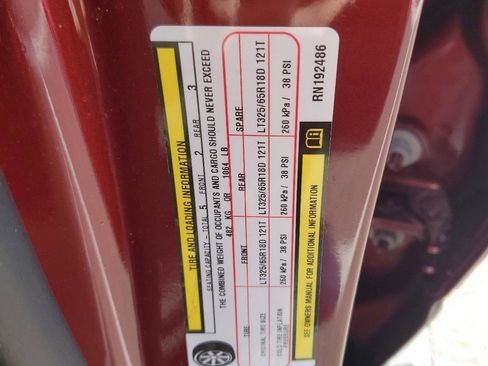 TIRE AND LOADING INFORMATION
SEATING CAPACITY - TOTAL 5 FRONT 2 REAR 3
THE COMBINED WEIGHT OF OCCUPANTS AND CARGO SHOULD NEVER EXCEED
482 KG OR 1064 LB
TIRE FRONT REAR SPARE
ORIGINAL TIRE SIZE LT325/65R18D 121T LT325/65R18D 121T LT325/65R18D 121T
COLD TIRE INFLATION PRESSURE 260 kPa / 38 PSI 260 kPa / 38 PSI 260 kPa / 38 PSI
SEE OWNERS MANUAL FOR ADDITIONAL INFORMATION
RN192486